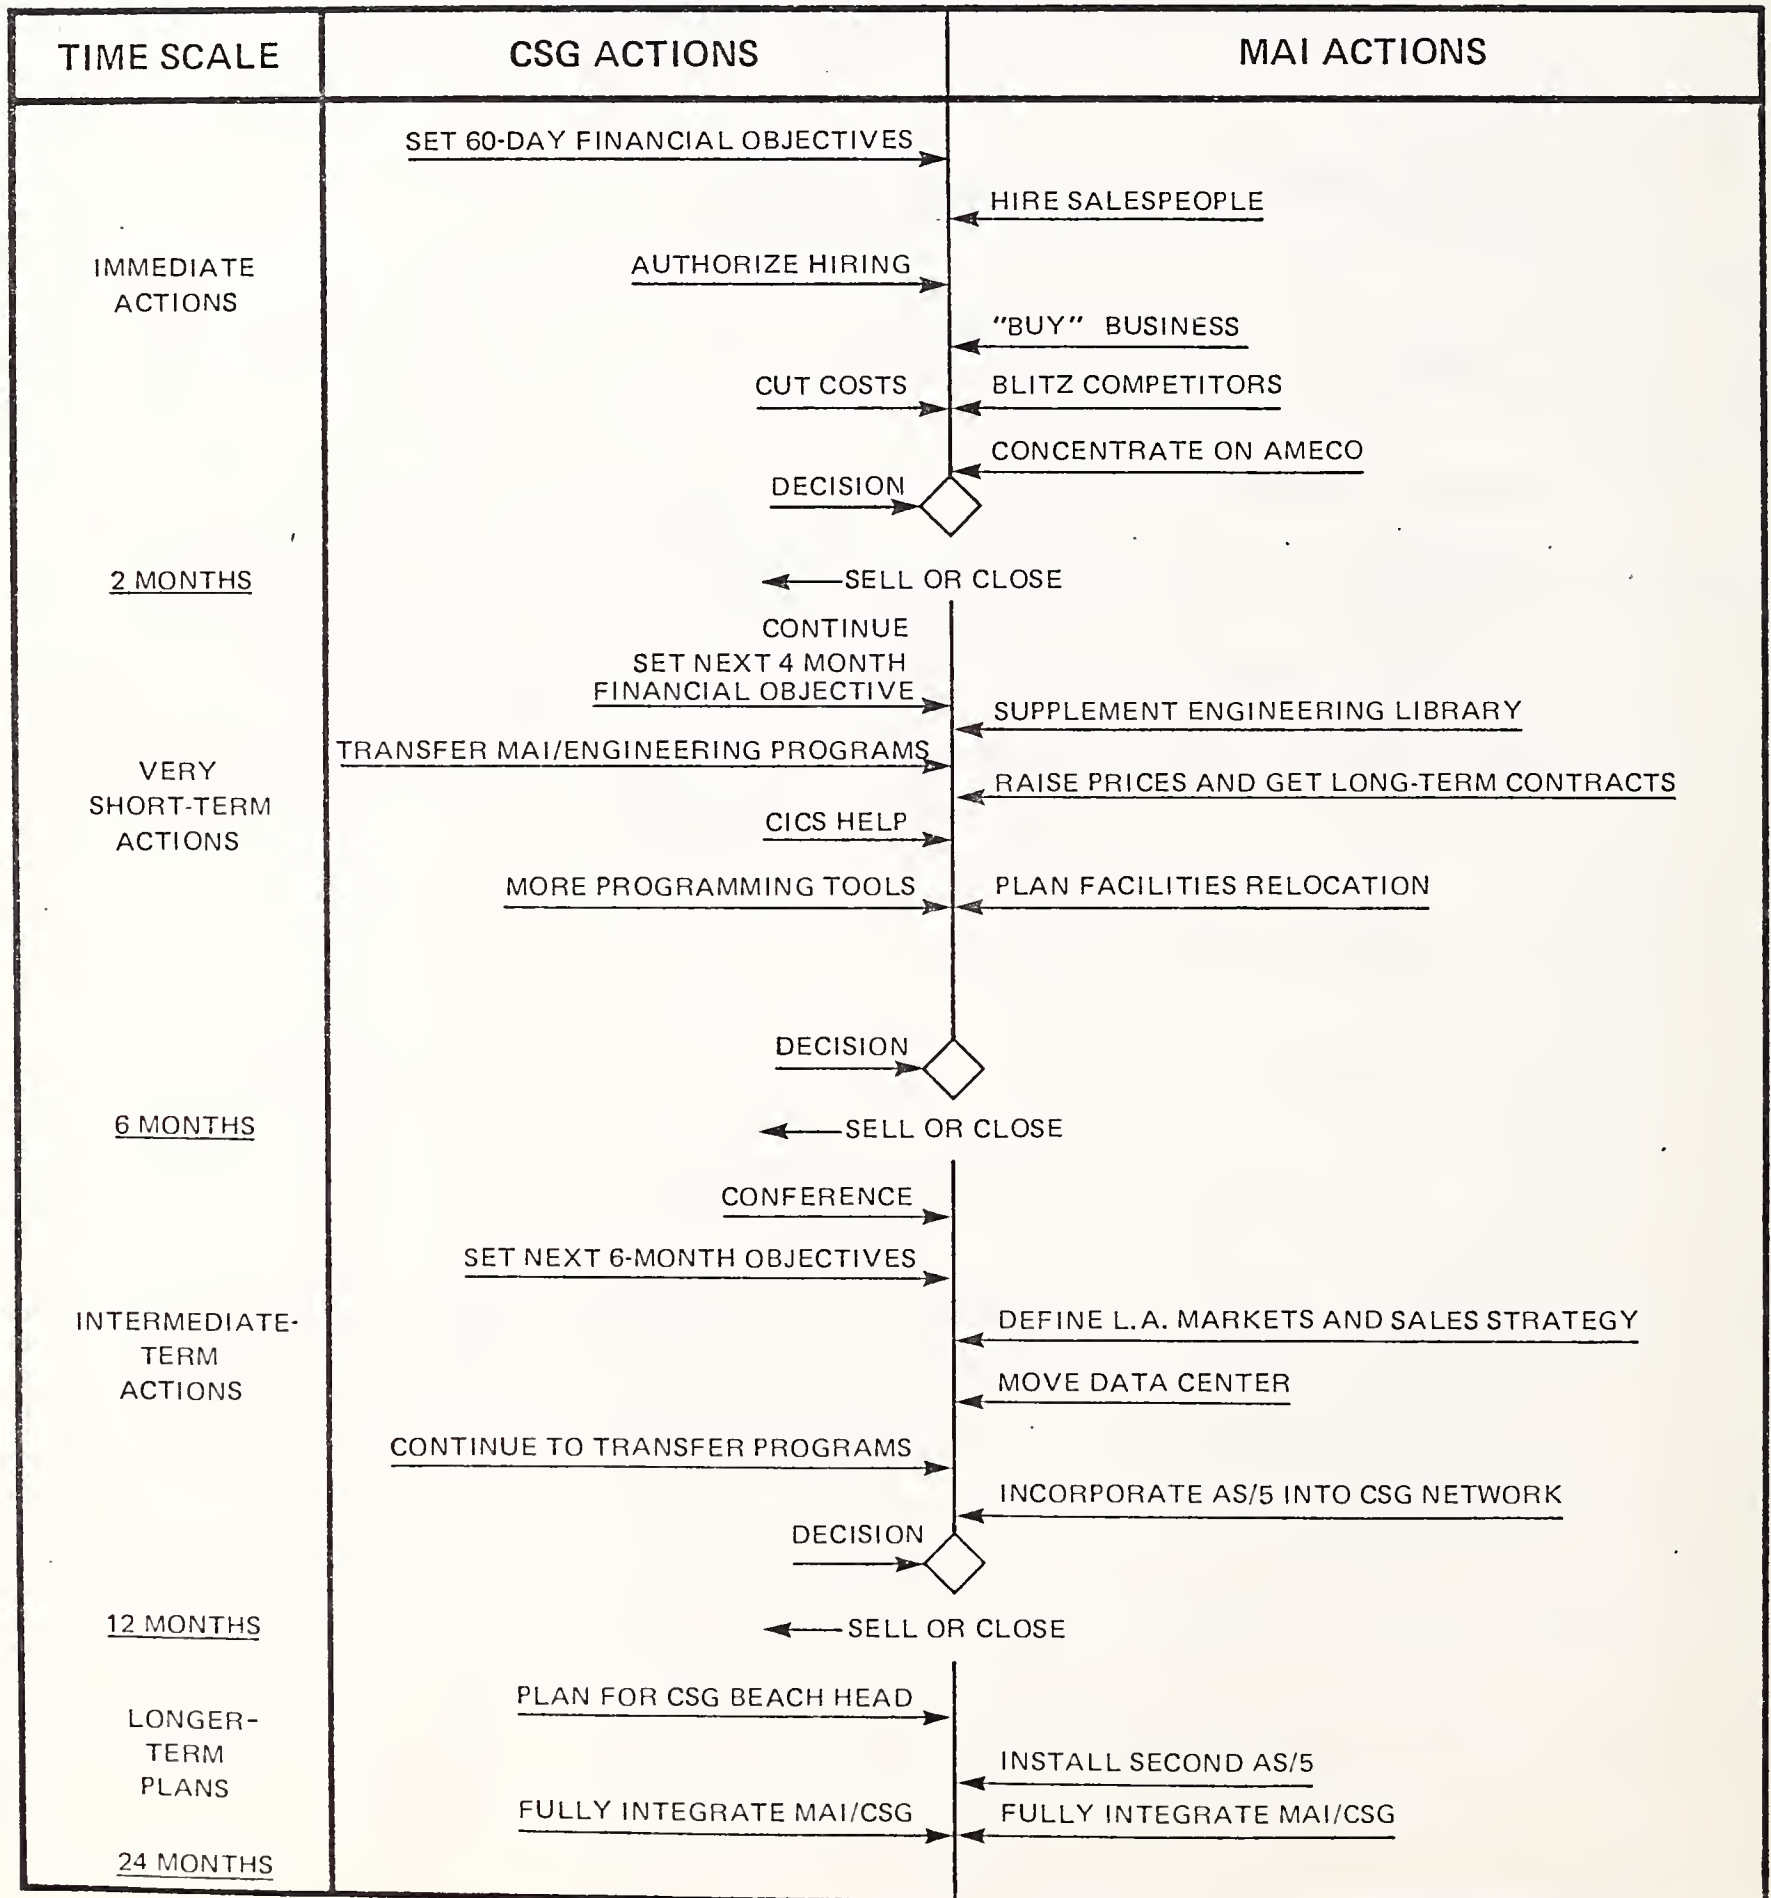 TIME SCALE
CSG ACTIONS
MAI ACTIONS
SET 60-DAY FINANCIAL OBJECTIVES
HIRE SALESPEOPLE
IMMEDIATE
ACTIONS
AUTHORIZE HIRING
"BUY" BUSINESS
CUT COSTS
BLITZ COMPETITORS
CONCENTRATE ON AMECO
DECISION
2 MONTHS
SELL OR CLOSE
CONTINUE
SET NEXT 4 MONTH
FINANCIAL OBJECTIVE
SUPPLEMENT ENGINEERING LIBRARY
TRANSFER MAI/ENGINEERING PROGRAMS
VERY
SHORT-TERM
ACTIONS
RAISE PRICES AND GET LONG-TERM CONTRACTS
CICS HELP
MORE PROGRAMMING TOOLS
PLAN FACILITIES RELOCATION
DECISION
6 MONTHS
SELL OR CLOSE
CONFERENCE
SET NEXT 6-MONTH OBJECTIVES
INTERMEDIATE-
TERM
ACTIONS
DEFINE L.A. MARKETS AND SALES STRATEGY
MOVE DATA CENTER
CONTINUE TO TRANSFER PROGRAMS
INCORPORATE AS/5 INTO CSG NETWORK
DECISION
12 MONTHS
SELL OR CLOSE
PLAN FOR CSG BEACH HEAD
LONGER-
TERM
PLANS
INSTALL SECOND AS/5
FULLY INTEGRATE MAI/CSG
FULLY INTEGRATE MAI/CSG
24 MONTHS